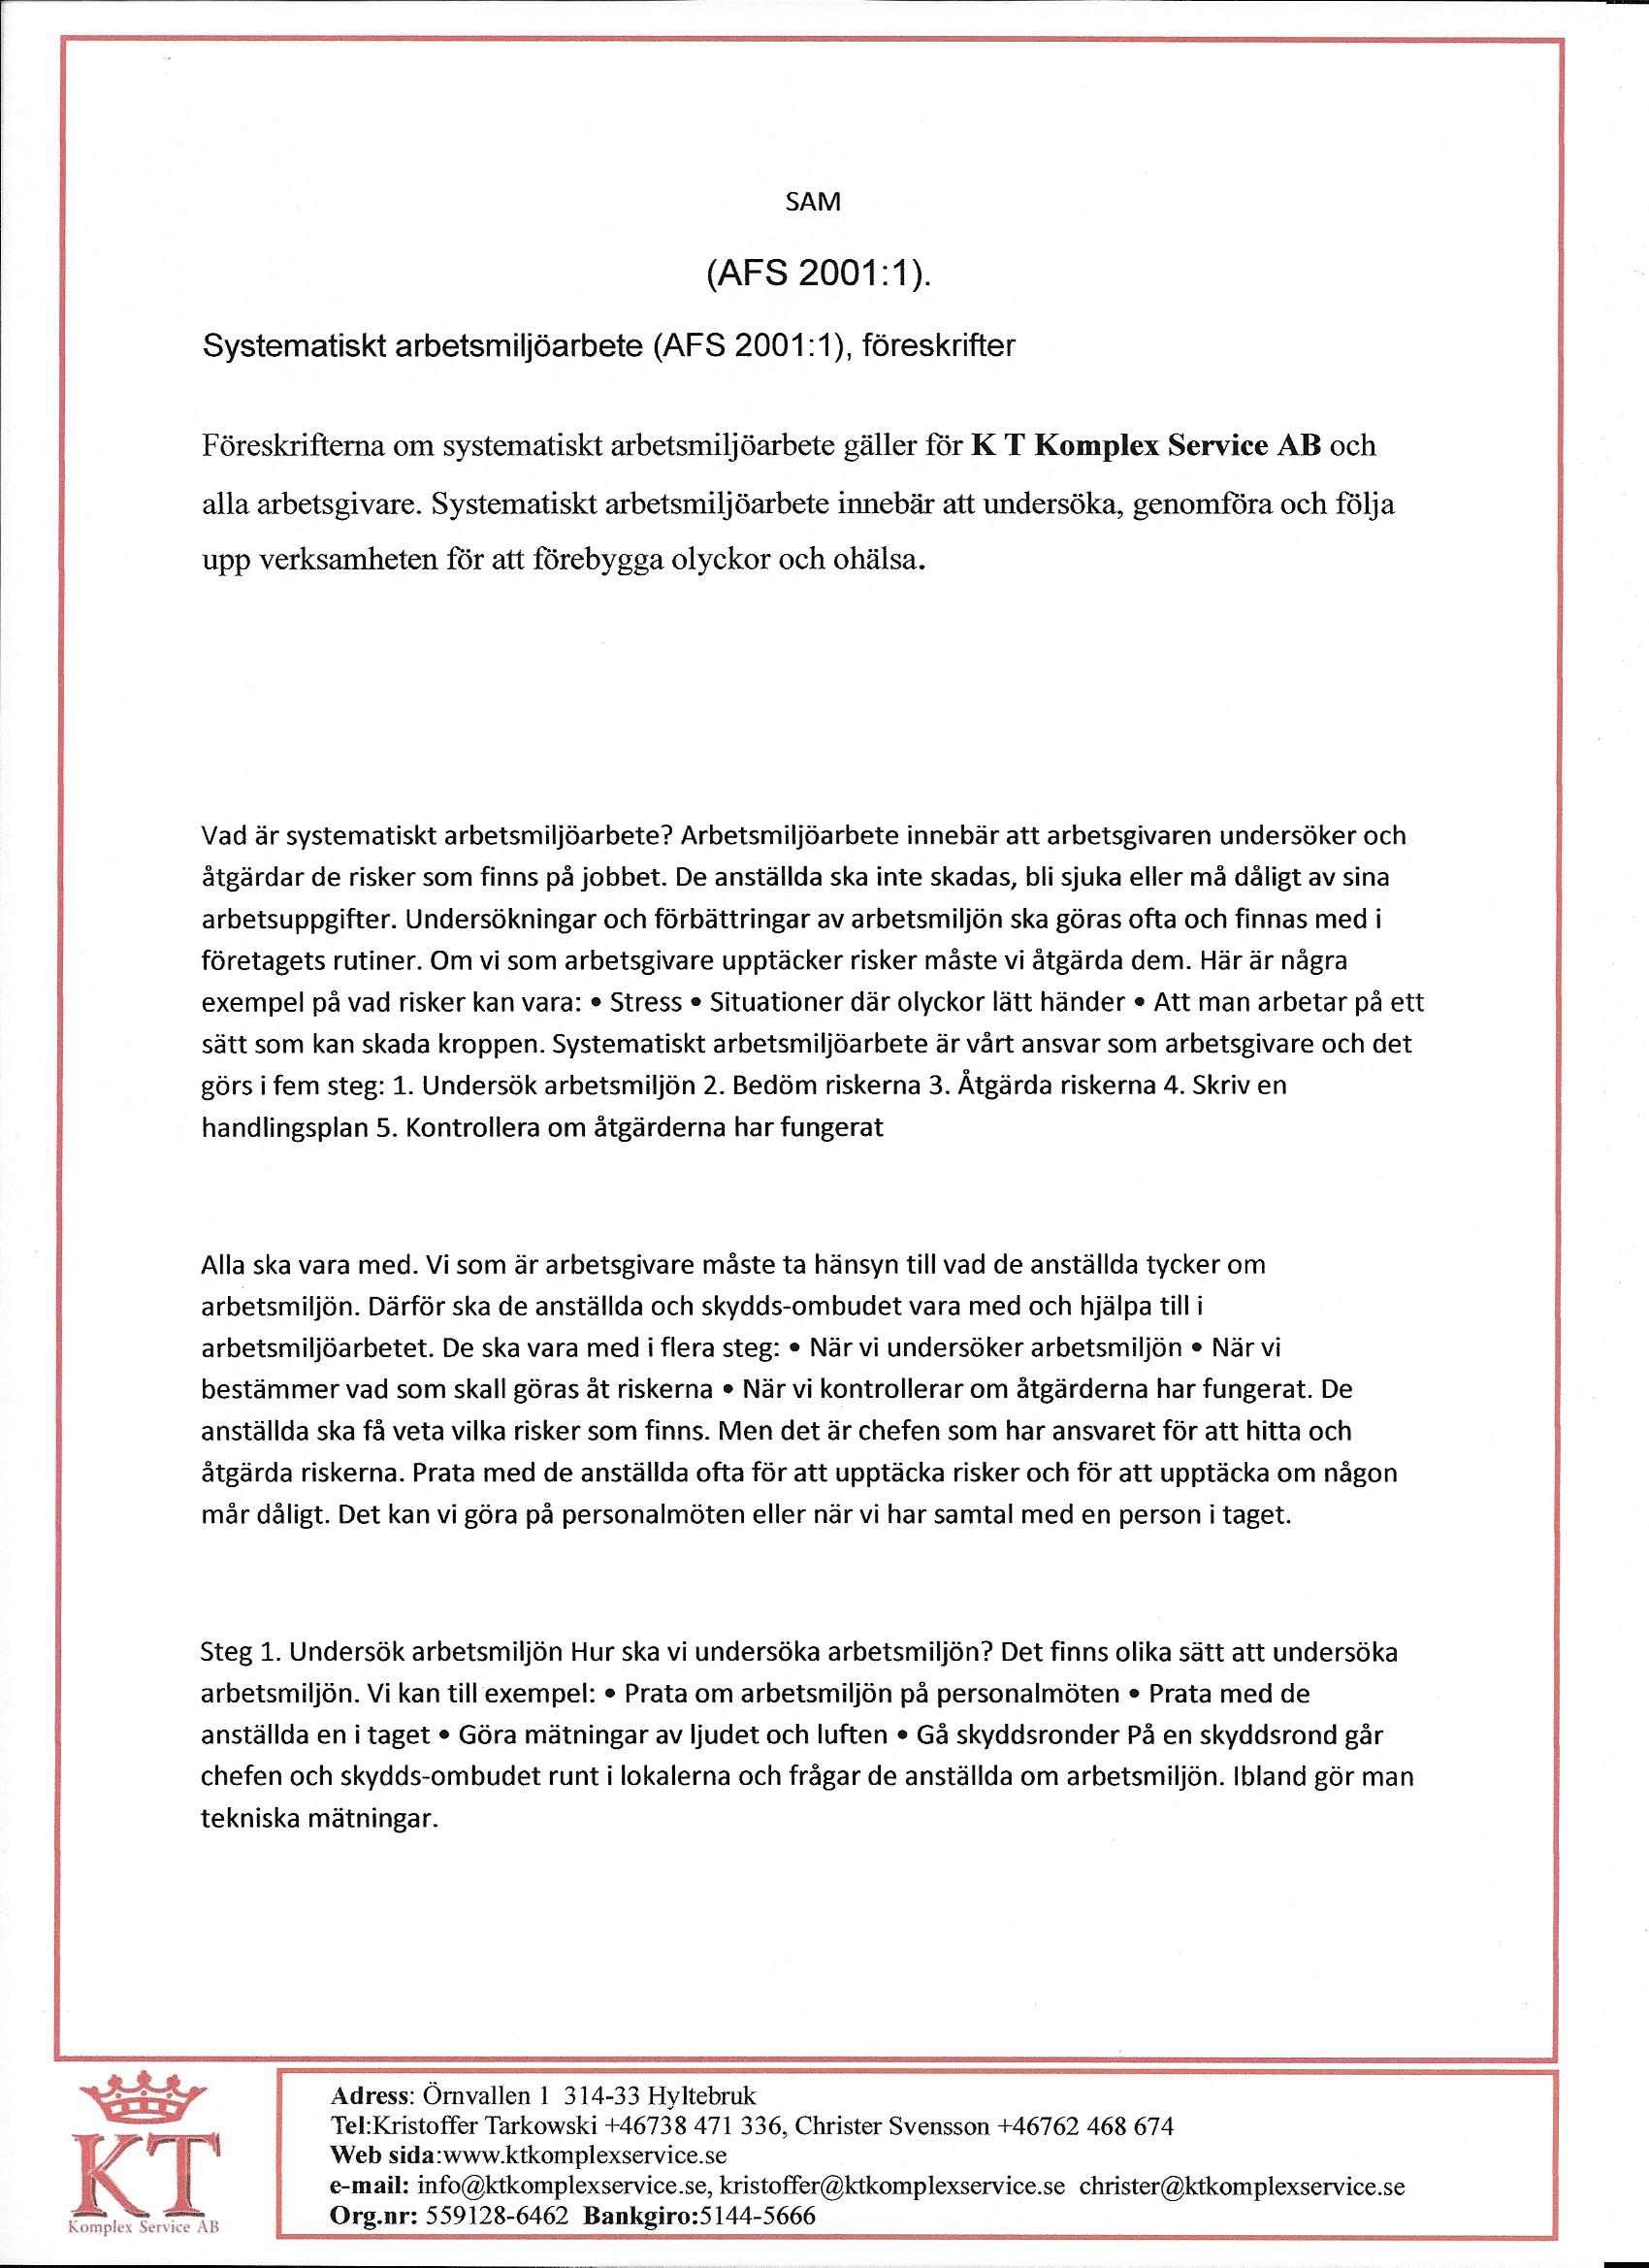 SAM
(AFS 2001:1).
Systematiskt arbetsmiljöarbete (AFS 2001:1), föreskrifter
Föreskrifterna om systematiskt arbetsmiljöarbete gäller för K T Komplex Service AB och
alla arbetsgivare. Systematiskt arbetsmiljöarbete innebär att undersöka, genomföra och följa
upp verksamheten för att förebygga olyckor och ohälsa.
Vad är systematiskt arbetsmiljöarbete? Arbetsmiljöarbete innebär att arbetsgivaren undersöker och
åtgärdar de risker som finns på jobbet. De anställda ska inte skadas, bli sjuka eller må dåligt av sina
arbetsuppgifter. Undersökningar och förbättringar av arbetsmiljön ska göras ofta och finnas med i
företagets rutiner. Om vi som arbetsgivare upptäcker risker måste vi åtgärda dem. Här är några
exempel på vad risker kan vara: • Stress • Situationer där olyckor lätt händer • Att man arbetar på ett
sätt som kan skada kroppen. Systematiskt arbetsmiljöarbete är vårt ansvar som arbetsgivare och det
görs i fem steg: 1. Undersök arbetsmiljön 2. Bedöm riskerna 3. Åtgärda riskerna 4. Skriv en
handlingsplan 5. Kontrollera om åtgärderna har fungerat
Alla ska vara med. Vi som är arbetsgivare måste ta hänsyn till vad de anställda tycker om
arbetsmiljön. Därför ska de anställda och skydds-ombudet vara med och hjälpa till i
arbetsmiljöarbetet. De ska vara med i flera steg: • När vi undersöker arbetsmiljön • När vi
bestämmer vad som skall göras åt riskerna • När vi kontrollerar om åtgärderna har fungerat. De
anställda ska få veta vilka risker som finns. Men det är chefen som har ansvaret för att hitta och
åtgärda riskerna. Prata med de anställda ofta för att upptäcka risker och för att upptäcka om någon
mår dåligt. Det kan vi göra på personalmöten eller när vi har samtal med en person i taget.
Steg 1. Undersök arbetsmiljön Hur ska vi undersöka arbetsmiljön? Det finns olika sätt att undersöka
arbetsmiljön. Vi kan till exempel: • Prata om arbetsmiljön på personalmöten • Prata med de
anställda en i taget • Göra mätningar av ljudet och luften • Gå skyddsronder På en skyddsrond går
chefen och skydds-ombudet runt i lokalerna och frågar de anställda om arbetsmiljön. Ibland gör man
tekniska mätningar.
KT
Komplex Service AB
Adress: Örnvallen 1 314-33 Hyltebruk
Tel:Kristoffer Tarkowski +46738 471 336, Christer Svensson +46762 468 674
Web sida:www.ktkomplexservice.se
e-mail: info@ktkomplexservice.se, kristoffer@ktkomplexservice.se christer@ktkomplexservice.se
Org.nr: 559128-6462 Bankgiro:5144-5666